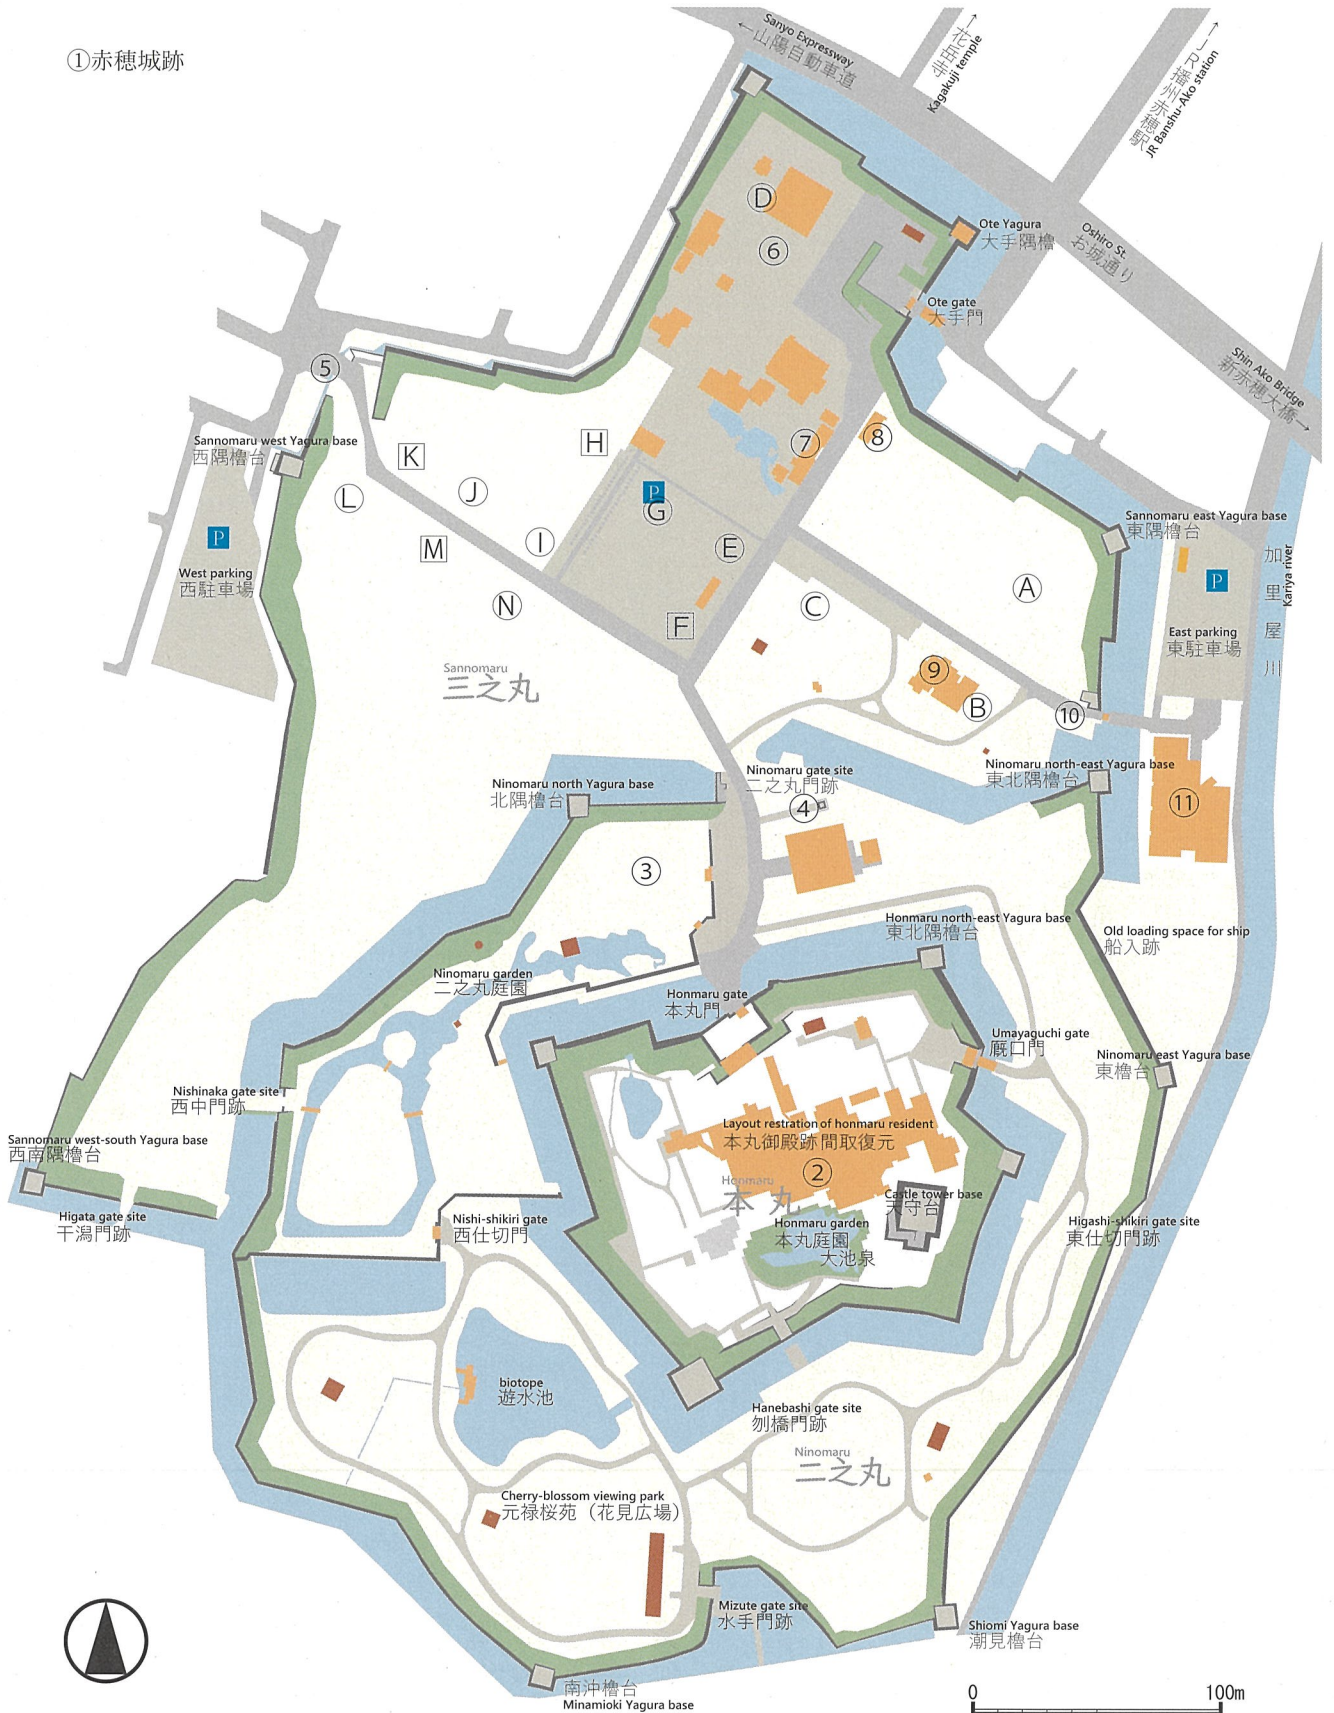 ①赤穂城跡
Sanyo Expressway
←山陽自動車道
→花岳寺
Kagakuji temple
→JR播州赤穂駅
JR Banshu-Ako station
D
⑥
Ote Yagura
大手隅櫓
Oshiro St.
お城通り
Ote gate
大手門
Shin Ako Bridge
新赤穂大橋→
⑤
Sannomaru west Yagura base
西隅櫓台
K
H
⑦
⑧
L
J
P
G
P
West parking
西駐車場
M
I
E
Sannomaru east Yagura base
東隅櫓台
加里屋川
Kariya river
P
N
F
C
A
East parking
東駐車場
Sannomaru
三之丸
⑨
B
⑩
Ninomaru north Yagura base
北隅櫓台
Ninomaru gate site
二之丸門跡
④
Ninomaru north-east Yagura base
東北隅櫓台
⑪
③
Honmaru north-east Yagura base
東北隅櫓台
Old loading space for ship
船入跡
Ninomaru garden
二之丸庭園
Honmaru gate
本丸門
Umayaguchi gate
厩口門
Ninomaru east Yagura base
東櫓台
Nishinaka gate site
西中門跡
Layout restration of honmaru resident
本丸御殿跡間取復元
②
Sannomaru west-south Yagura base
西南隅櫓台
Honmaru
本丸
Castle tower base
天守台
Higata gate site
干潟門跡
Nishi-shikiri gate
西仕切門
Honmaru garden
本丸庭園
大池泉
Higashi-shikiri gate site
東仕切門跡
biotope
遊水池
Hanebashi gate site
刎橋門跡
Ninomaru
二之丸
Cherry-blossom viewing park
元禄桜苑（花見広場）
Mizute gate site
水手門跡
Shiomi Yagura base
潮見櫓台
南沖櫓台
Minamioki Yagura base
0 100m